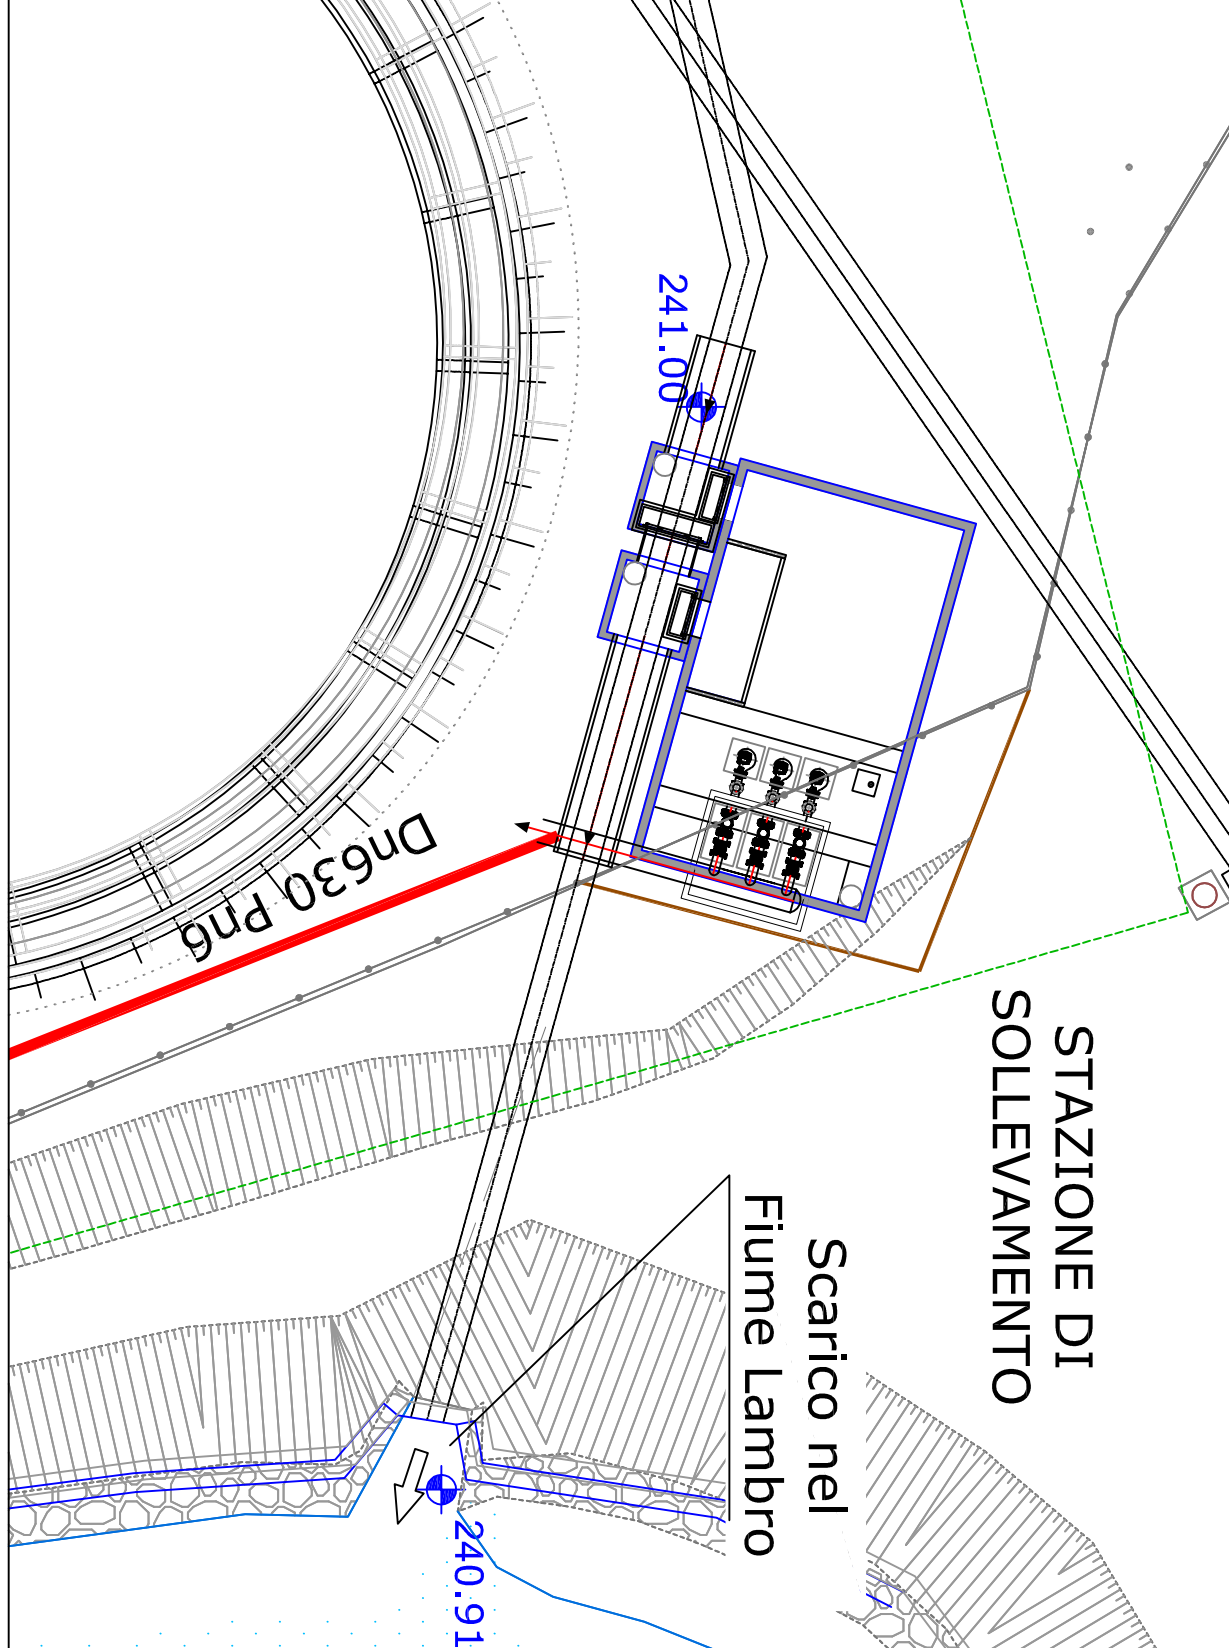 241.00
Dn630 Pn6
STAZIONE DI
SOLLEVAMENTO
Scarico nel
Fiume Lambro
240.91